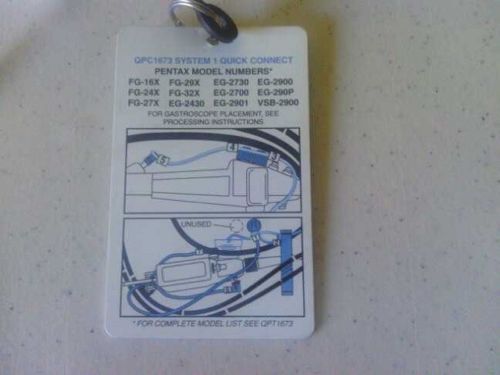 QPC1673 SYSTEM 1 QUICK CONNECT
PENTAX MODEL NUMBERS*
FG-16X FG-29X EG-2730 EG-2900
FG-24X FG-32X EG-2700 EG-290P
FG-27X EG-2430 EG-2901 VSB-2900
FOR GASTROSCOPE PLACEMENT, SEE
PROCESSING INSTRUCTIONS
4
5
UNUSED
* FOR COMPLETE MODEL LIST SEE QPT1673